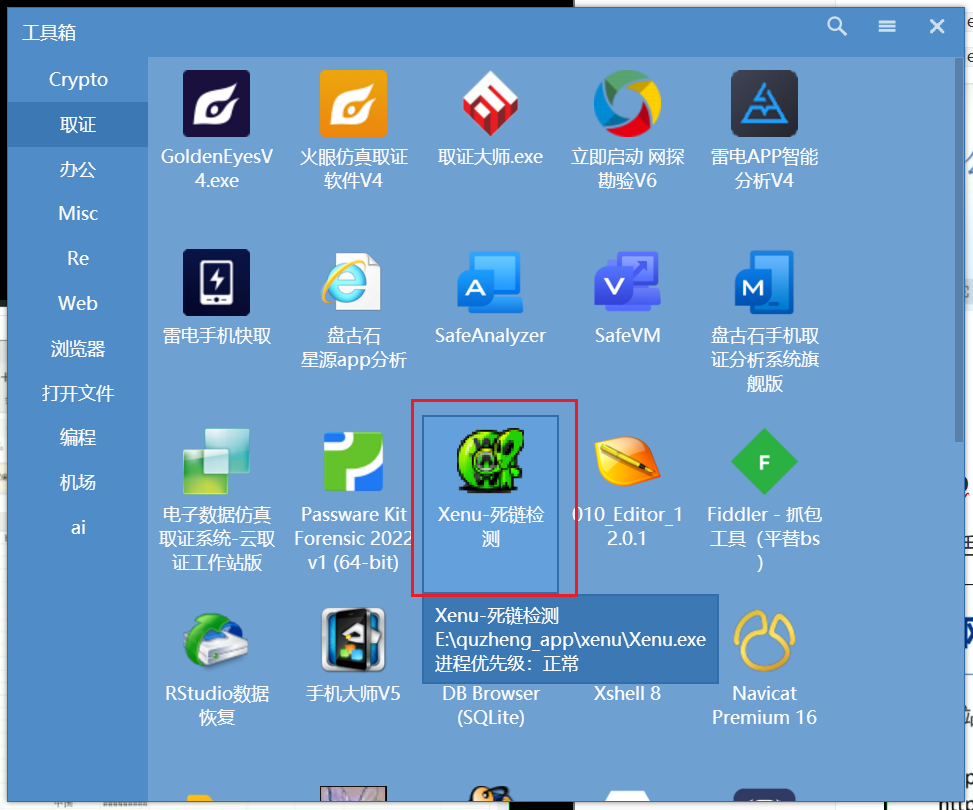 工具箱
Crypto
取证
办公
Misc
Re
Web
浏览器
打开文件
编程
机场
ai
GoldenEyesV
4.exe
火眼仿真取证
软件V4
取证大师.exe
立即启动 网探
勘验V6
雷电APP智能
分析V4
雷电手机快取
盘古石
星源app分析
SafeAnalyzer
SafeVM
盘古石手机取
证分析系统旗
舰版
电子数据仿真
取证系统-云取
证工作站版
Passware Kit
Forensic 2022
v1 (64-bit)
Xenu-死链检
测
010_Editor_1
2.0.1
F
Fiddler - 抓包
工具（平替bs
）
Xenu-死链检测
E:\quzheng_app\xenu\Xenu.exe
进程优先级：正常
RStudio数据
恢复
手机大师V5
DB Browser
(SQLite)
Xshell 8
Navicat
Premium 16